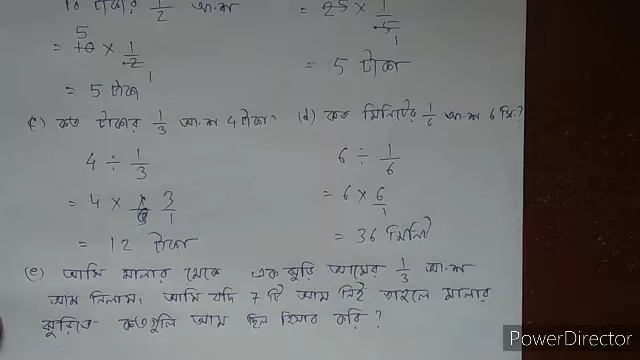 10 টাকার 1/2 অংশ
= 5 10 × 1/2 1
= 5 টাকা
= 25 × 1/5 1
= 5 টাকা
(c) কত টাকার 1/3 অংশ 4 টাকা?
4 ÷ 1/3
= 4 × 3/1
= 12 টাকা
(d) কত মিনিটের 1/6 অংশ 6 মি:?
6 ÷ 1/6
= 6 × 6/1
= 36 মিনিট
(e) আমি মালার থেকে এক ঝুড়ি আমের 1/3 অংশ
আম নিলাম। আমি যদি 7 টি আম নিই তাহলে মালার
ঝুড়িতে কতগুলি আম ছিল হিসাব করি?
PowerDirector